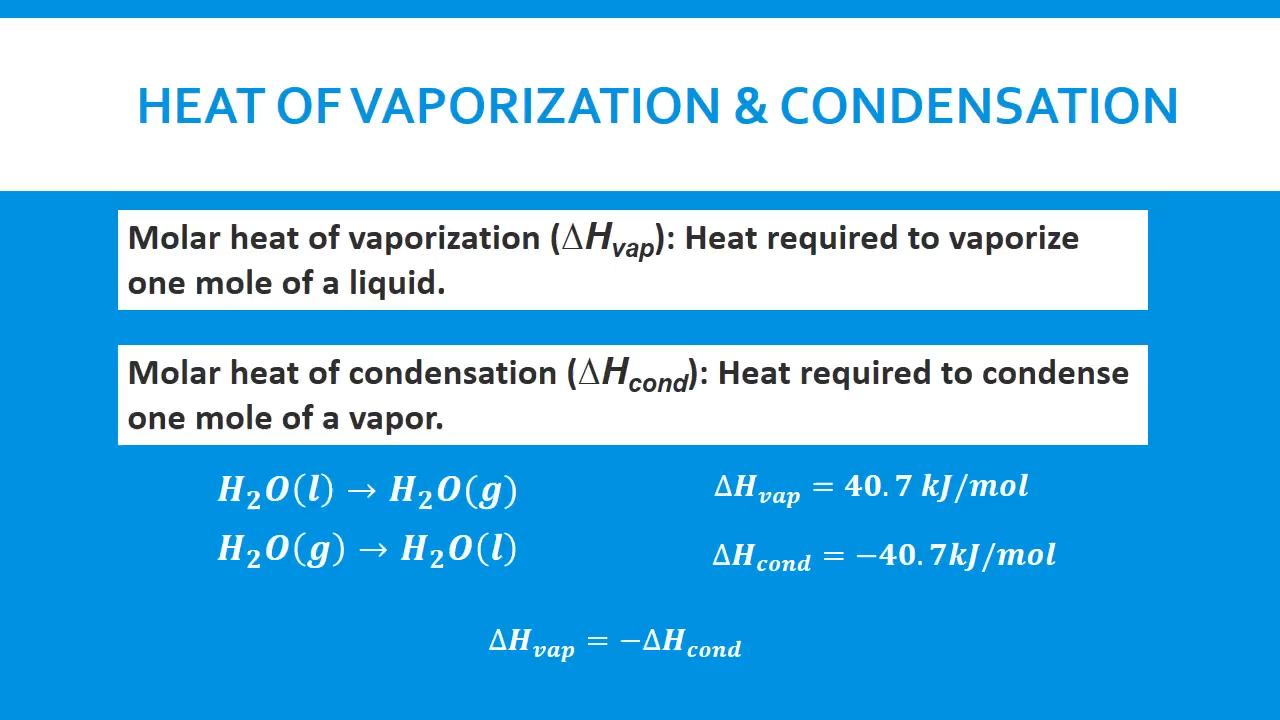 HEAT OF VAPORIZATION & CONDENSATION
Molar heat of vaporization (ΔHvap): Heat required to vaporize
one mole of a liquid.
Molar heat of condensation (ΔHcond): Heat required to condense
one mole of a vapor.
H₂O(l) → H₂O(g)
ΔHvap = 40.7 kJ/mol
H₂O(g) → H₂O(l)
ΔHcond = −40.7kJ/mol
ΔHvap = −ΔHcond